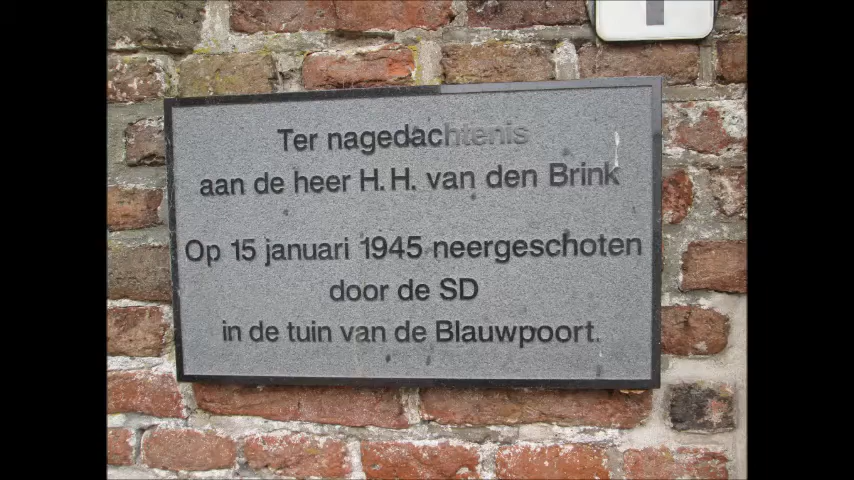 Ter nagedachtenis
aan de heer H.H. van den Brink
Op 15 januari 1945 neergeschoten
door de SD
in de tuin van de Blauwpoort.